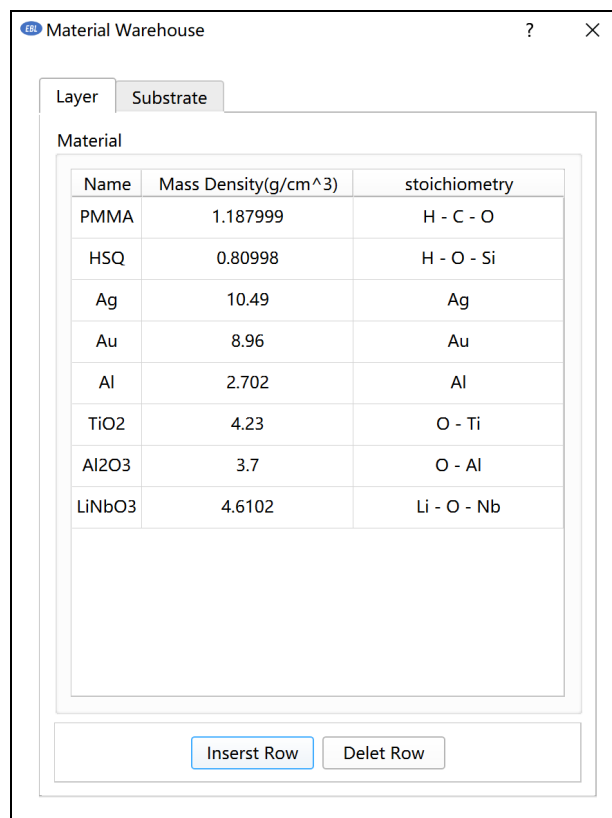 EBL Material Warehouse ?
Layer Substrate
Material
Name Mass Density(g/cm^3) stoichiometry
PMMA 1.187999 H - C - O
HSQ 0.80998 H - O - Si
Ag 10.49 Ag
Au 8.96 Au
Al 2.702 Al
TiO2 4.23 O - Ti
Al2O3 3.7 O - Al
LiNbO3 4.6102 Li - O - Nb
Inserst Row Delet Row